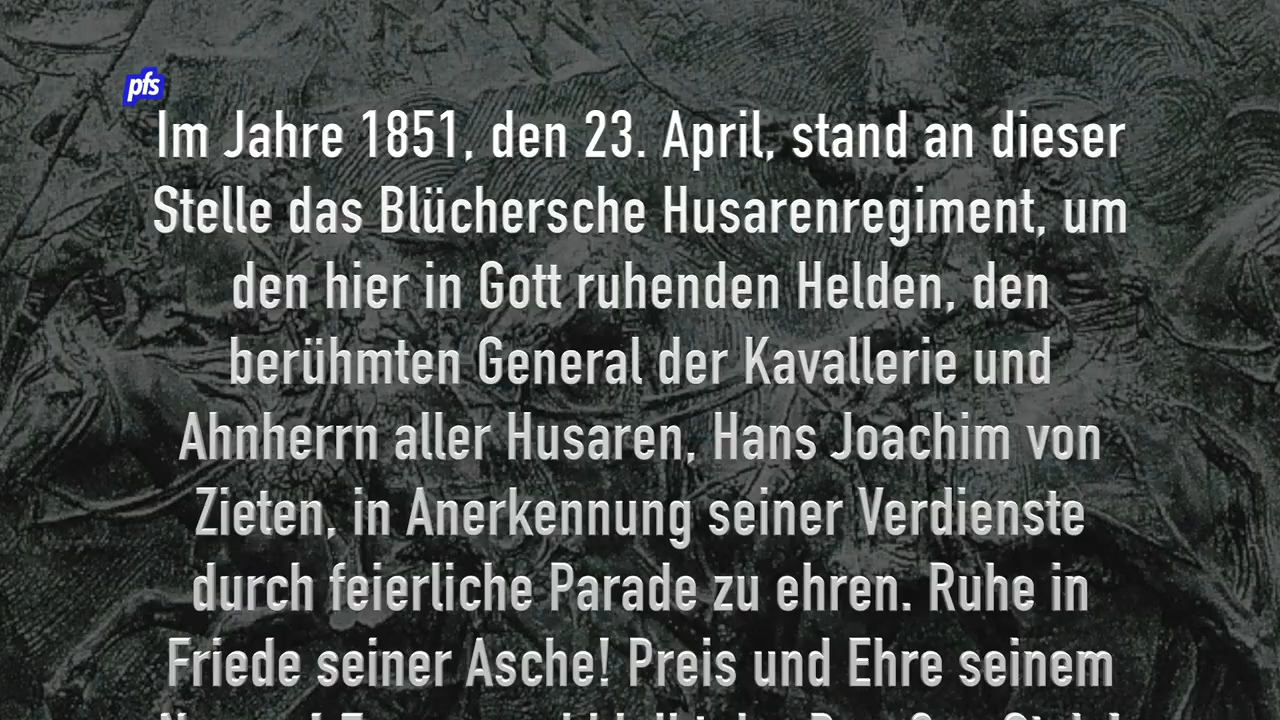 pfs
Im Jahre 1851, den 23. April, stand an dieser
Stelle das Blüchersche Husarenregiment, um
den hier in Gott ruhenden Helden, den
berühmten General der Kavallerie und
Ahnherrn aller Husaren, Hans Joachim von
Zieten, in Anerkennung seiner Verdienste
durch feierliche Parade zu ehren. Ruhe in
Friede seiner Asche! Preis und Ehre seinem